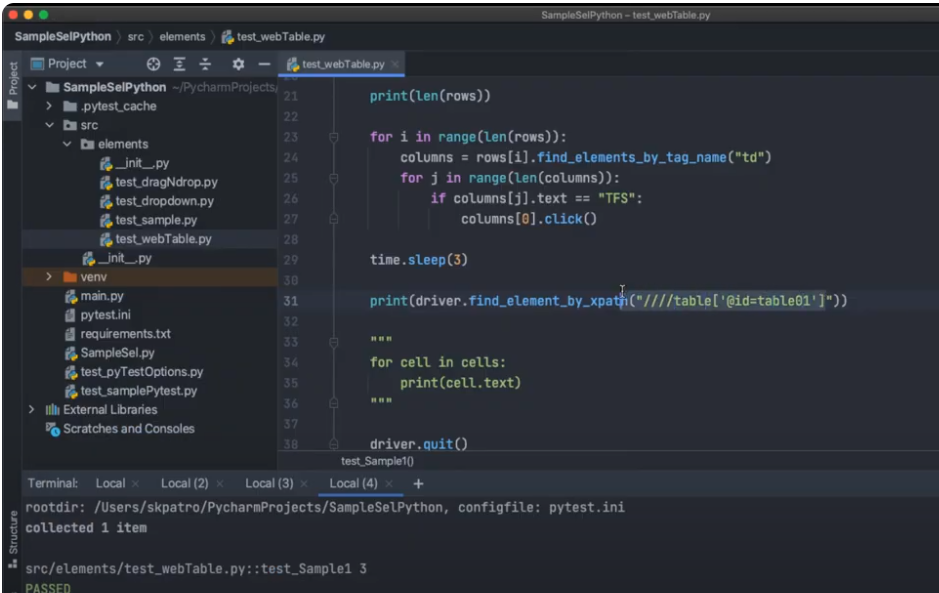 SampleSelPython – test_webTable.py
SampleSelPython › src › elements › test_webTable.py
Project
test_webTable.py
Project
SampleSelPython ~/PycharmProjects/
.pytest_cache
src
elements
__init__.py
test_dragNdrop.py
test_dropdown.py
test_sample.py
test_webTable.py
__init__.py
venv
main.py
pytest.ini
requirements.txt
SampleSel.py
test_pyTestOptions.py
test_samplePytest.py
External Libraries
Scratches and Consoles
21 print(len(rows))
22
23 for i in range(len(rows)):
24 columns = rows[i].find_elements_by_tag_name("td")
25 for j in range(len(columns)):
26 if columns[j].text == "TFS":
27 columns[0].click()
28
29 time.sleep(3)
30
31 print(driver.find_element_by_xpath("////table['@id=table01']"))
32
33 """
34 for cell in cells:
35 print(cell.text)
36 """
37
38 driver.quit()
test_Sample1()
Terminal: Local × Local (2) × Local (3) × Local (4) × +
Structure
rootdir: /Users/skpatro/PycharmProjects/SampleSelPython, configfile: pytest.ini
collected 1 item
src/elements/test_webTable.py::test_Sample1 3
PASSED